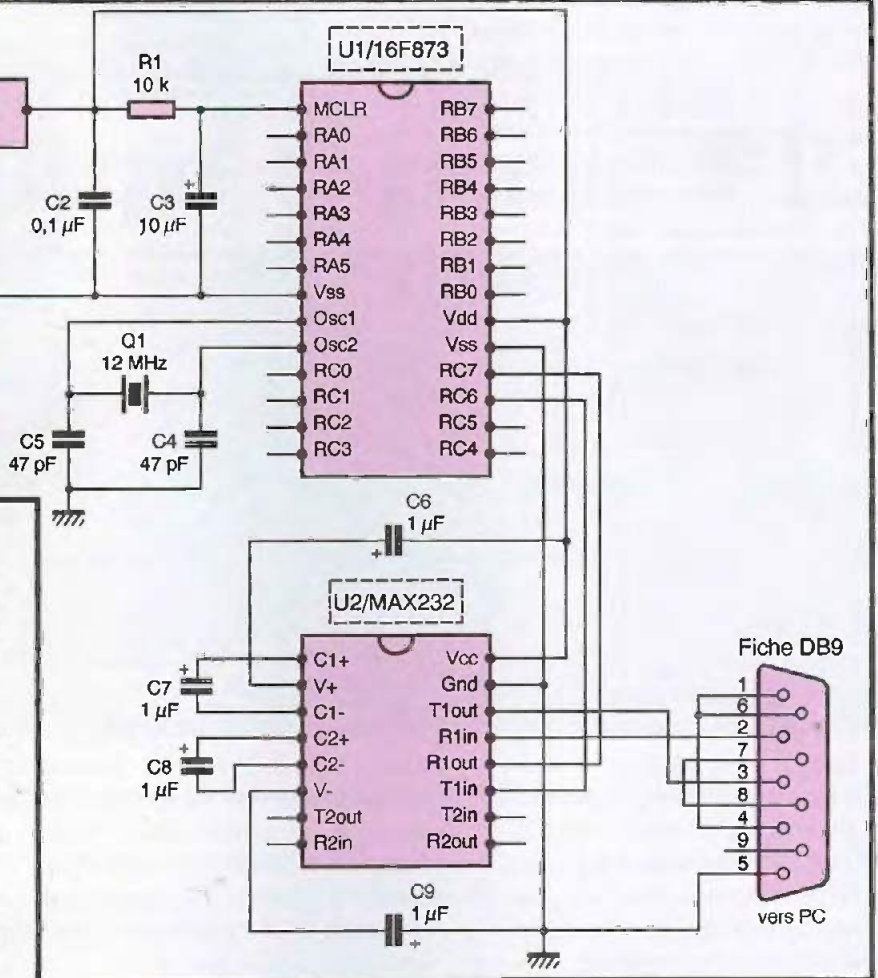 U1/16F873
R1
10 k
MCLR
RA0
RA1
RA2
RA3
RA4
RA5
Vss
Osc1
Osc2
RC0
RC1
RC2
RC3
RB7
RB6
RB5
RB4
RB3
RB2
RB1
RB0
Vdd
Vss
RC7
RC6
RC5
RC4
C2
0,1 µF
+
C3
10 µF
Q1
12 MHz
C5
47 pF
C4
47 pF
C6
1 µF
+
U2/MAX232
C1+
V+
C1-
C2+
C2-
V-
T2out
R2in
Vcc
Gnd
T1out
R1in
R1out
T1in
T2in
R2out
+
C7
1 µF
+
C8
1 µF
C9
1 µF
+
Fiche DB9
1
6
2
7
3
8
4
9
5
vers PC